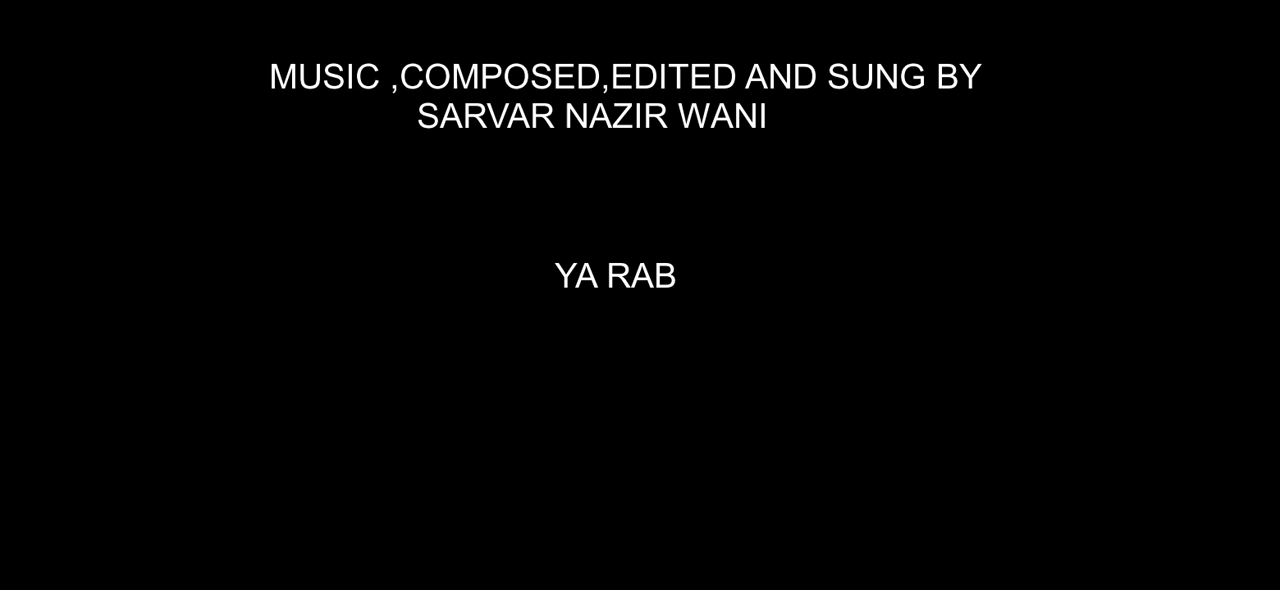 MUSIC ,COMPOSED,EDITED AND SUNG BY
SARVAR NAZIR WANI
YA RAB